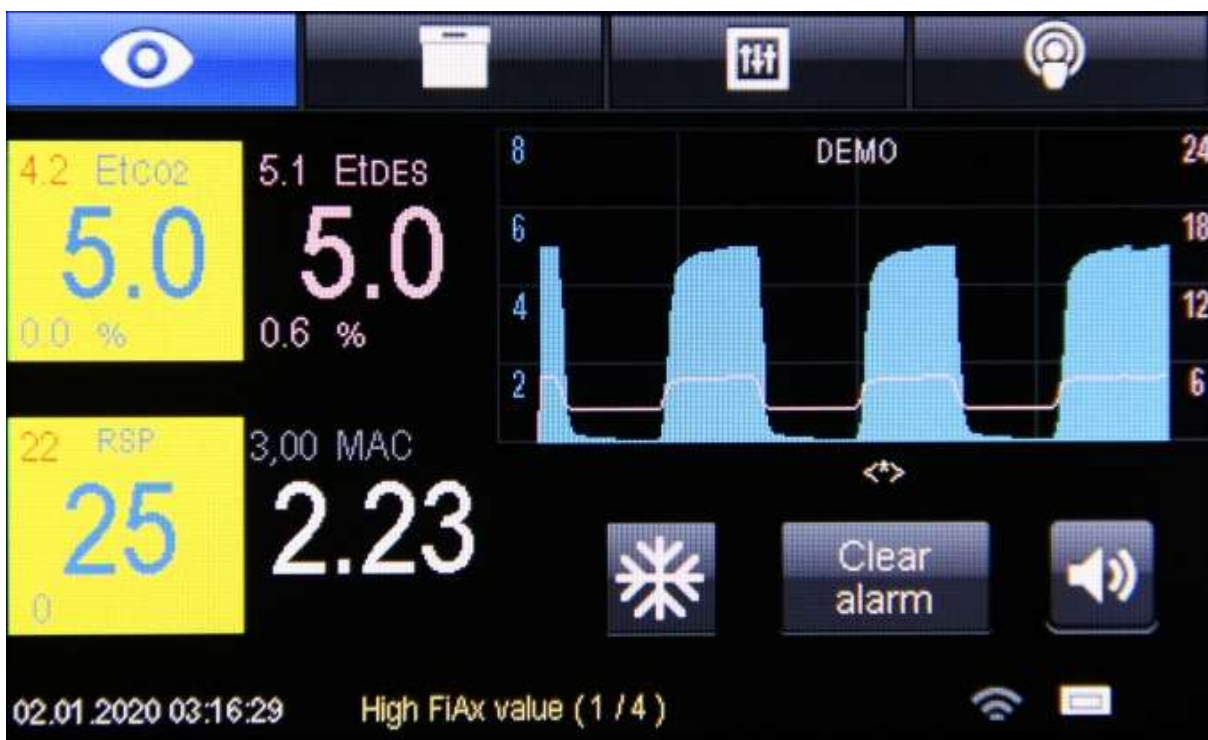 4.2 EtCO2
5.0
0.0 %
5.1 EtDES
5.0
0.6 %
22 RSP
25
0
3,00 MAC
2.23
DEMO
8
6
4
2
24
18
12
6
<*>
Clear
alarm
02.01.2020 03:16:29
High FiAx value ( 1 / 4 )